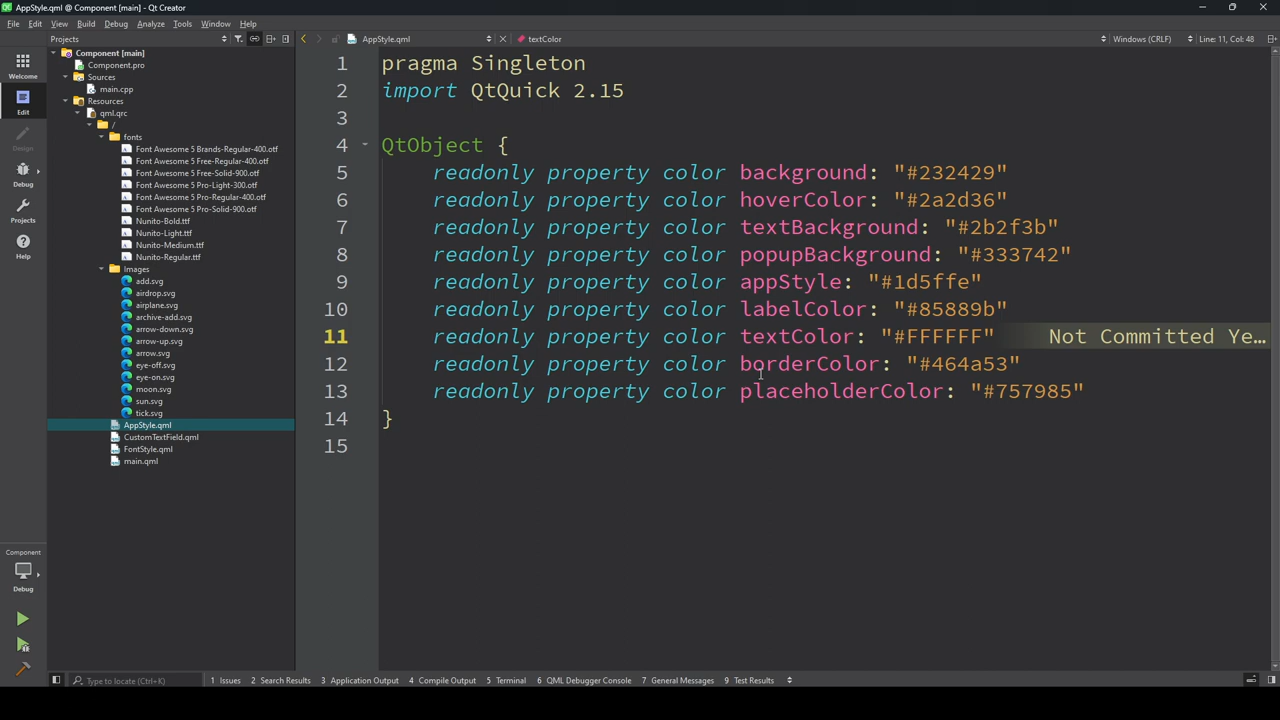 AppStyle.qml @ Component [main] - Qt Creator
File Edit View Build Debug Analyze Tools Window Help
Projects
AppStyle.qml
textColor
Windows (CRLF)
Line: 11, Col: 48
Welcome
Edit
Design
Debug
Projects
Help
Component [main]
Component.pro
Sources
main.cpp
Resources
qml.qrc
/
fonts
Font Awesome 5 Brands-Regular-400.otf
Font Awesome 5 Free-Regular-400.otf
Font Awesome 5 Free-Solid-900.otf
Font Awesome 5 Pro-Light-300.otf
Font Awesome 5 Pro-Regular-400.otf
Font Awesome 5 Pro-Solid-900.otf
Nunito-Bold.ttf
Nunito-Light.ttf
Nunito-Medium.ttf
Nunito-Regular.ttf
Images
add.svg
airdrop.svg
airplane.svg
archive-add.svg
arrow-down.svg
arrow-up.svg
arrow.svg
eye-off.svg
eye-on.svg
moon.svg
sun.svg
tick.svg
AppStyle.qml
CustomTextField.qml
FontStyle.qml
main.qml
1 pragma Singleton
2 import QtQuick 2.15
3
4 QtObject {
5 readonly property color background: "#232429"
6 readonly property color hoverColor: "#2a2d36"
7 readonly property color textBackground: "#2b2f3b"
8 readonly property color popupBackground: "#333742"
9 readonly property color appStyle: "#1d5ffe"
10 readonly property color labelColor: "#85889b"
11 readonly property color textColor: "#FFFFFF" Not Committed Ye…
12 readonly property color borderColor: "#464a53"
13 readonly property color placeholderColor: "#757985"
14 }
15
Component
Debug
Type to locate (Ctrl+K)
1 Issues 2 Search Results 3 Application Output 4 Compile Output 5 Terminal 6 QML Debugger Console 7 General Messages 9 Test Results